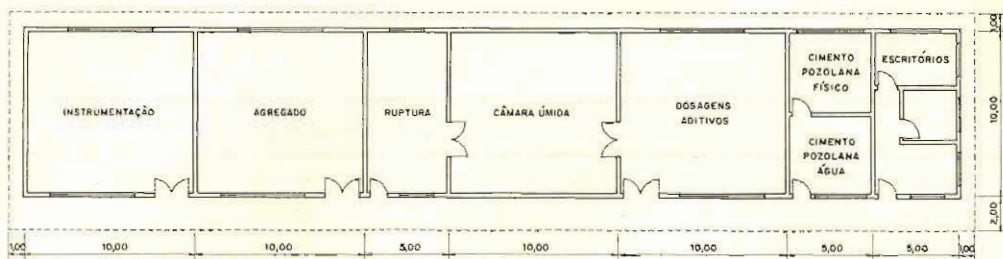 INSTRUMENTAÇÃO
AGREGADO
RUPTURA
CÂMARA ÚMIDA
DOSAGENS
ADITIVOS
CIMENTO
POZOLANA
FÍSICO
CIMENTO
POZOLANA
ÁGUA
ESCRITÓRIOS
1,00
10,00
2,00
1,00
10,00
10,00
5,00
10,00
10,00
5,00
5,00
1,00